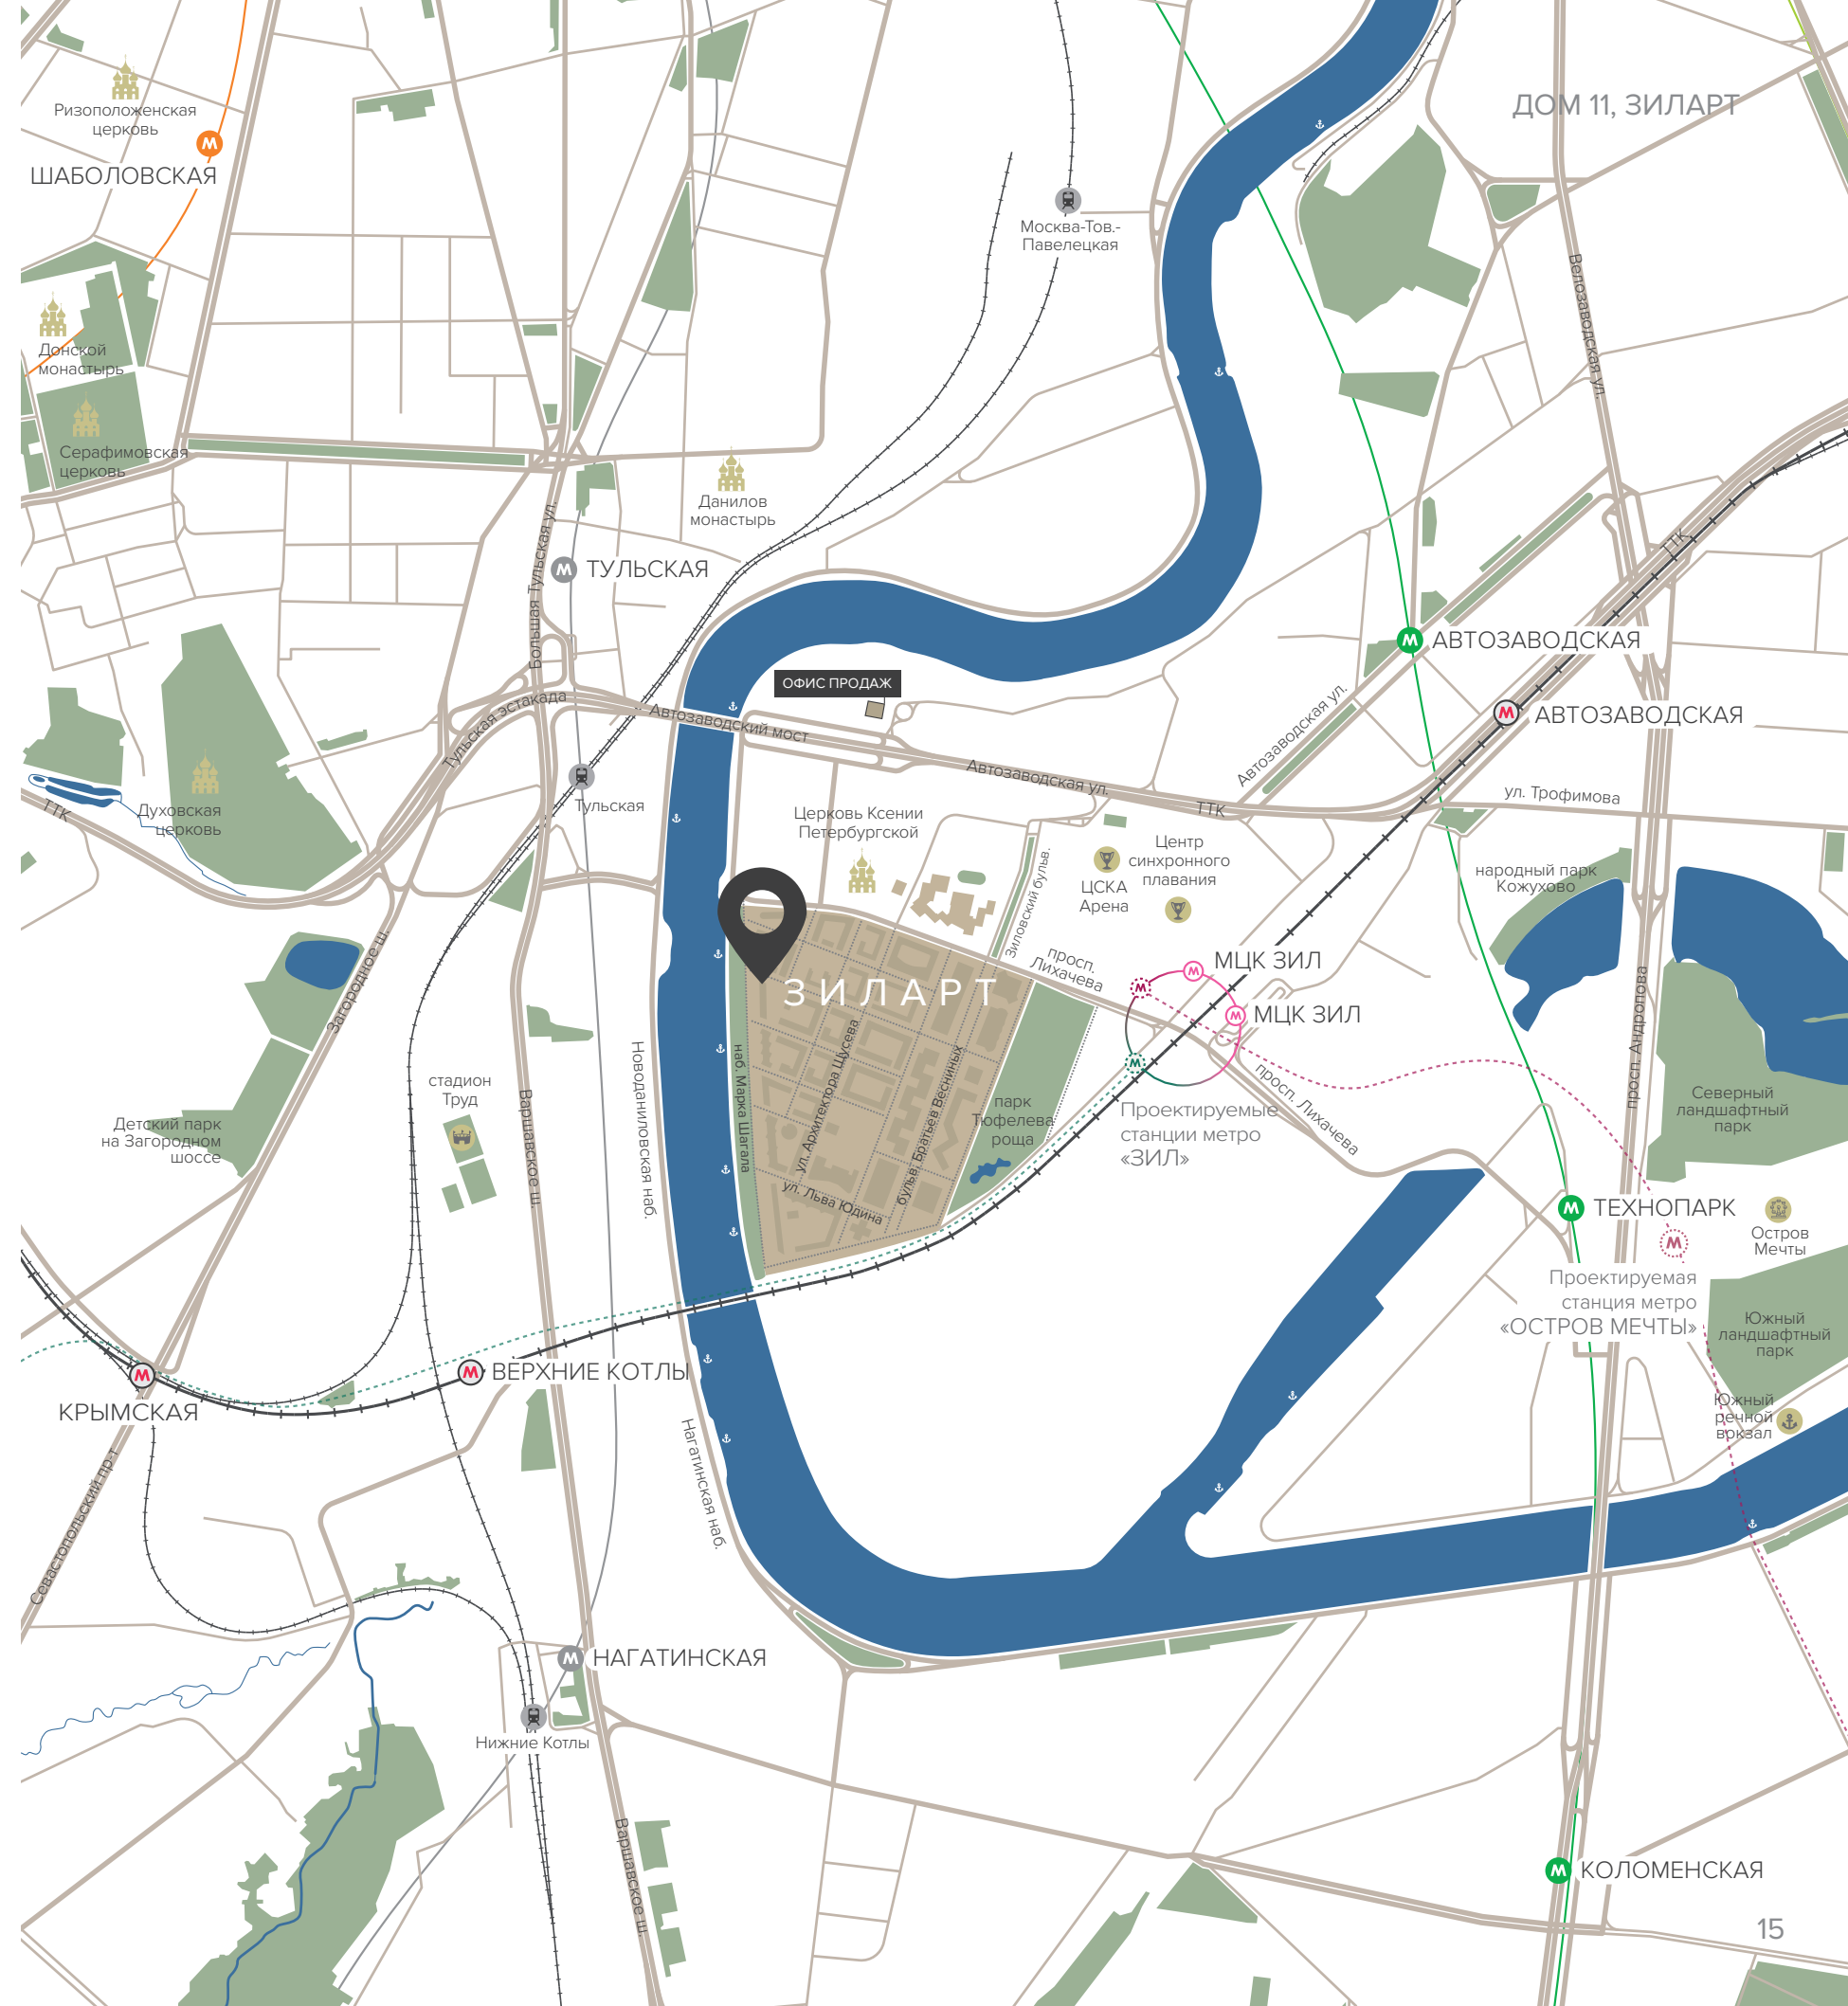 ДОМ 11, ЗИЛАРТ
Ризоположенская
церковь
ШАБОЛОВСКАЯ
Москва-Тов.-
Павелецкая
Велозаводская ул.
Донской
монастырь
Серафимовская
церковь
Данилов
монастырь
Большая Тульская ул.
ТУЛЬСКАЯ
ТТК
АВТОЗАВОДСКАЯ
ОФИС ПРОДАЖ
Тульская эстакада
Автозаводский мост
Автозаводская ул.
АВТОЗАВОДСКАЯ
Автозаводская ул.
ТТК
ул. Трофимова
Тульская
ТТК
Духовская
церковь
Церковь Ксении
Петербургской
Центр
синхронного
плавания
ЦСКА
Арена
народный парк
Кожухово
Зиловский бульв.
просп.
Лихачева
Загородное ш.
МЦК ЗИЛ
МЦК ЗИЛ
ЗИЛАРТ
просп. Андропова
Новоданиловская наб.
наб. Марка Шагала
ул. Архитектора Щусева
бульв. Братьев Весниных
ул. Льва Юдина
парк
Тюфелева
роща
стадион
Труд
Варшавское ш.
Детский парк
на Загородном
шоссе
Проектируемые
станции метро
«ЗИЛ»
просп. Лихачева
Северный
ландшафтный
парк
ТЕХНОПАРК
Остров
Мечты
Проектируемая
станция метро
«ОСТРОВ МЕЧТЫ»
Южный
ландшафтный
парк
ВЕРХНИЕ КОТЛЫ
КРЫМСКАЯ
Южный
речной
вокзал
Нагатинская наб.
Севастопольский пр-т
НАГАТИНСКАЯ
Нижние Котлы
Варшавское ш.
КОЛОМЕНСКАЯ
15